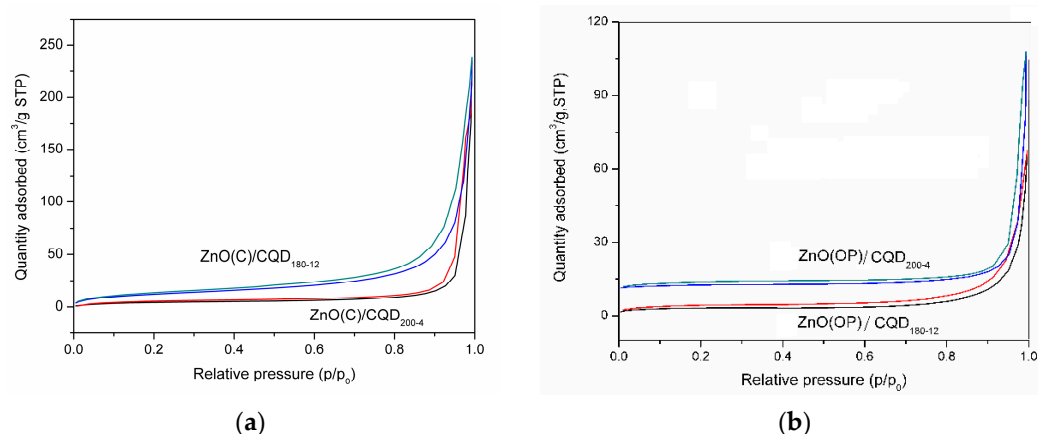 250
200
150
100
50
0
Quantity adsorbed (cm³/g STP)
ZnO(C)/CQD₁₈₀₋₁₂
ZnO(C)/CQD₂₀₀₋₄
0.0 0.2 0.4 0.6 0.8 1.0
Relative pressure (p/p₀)
(a)
120
90
60
30
0
Quantity adsorbed (cm³/g,STP)
ZnO(OP)/ CQD₂₀₀₋₄
ZnO(OP)/ CQD₁₈₀₋₁₂
0.0 0.2 0.4 0.6 0.8 1.0
Relative pressure (p/p₀)
(b)